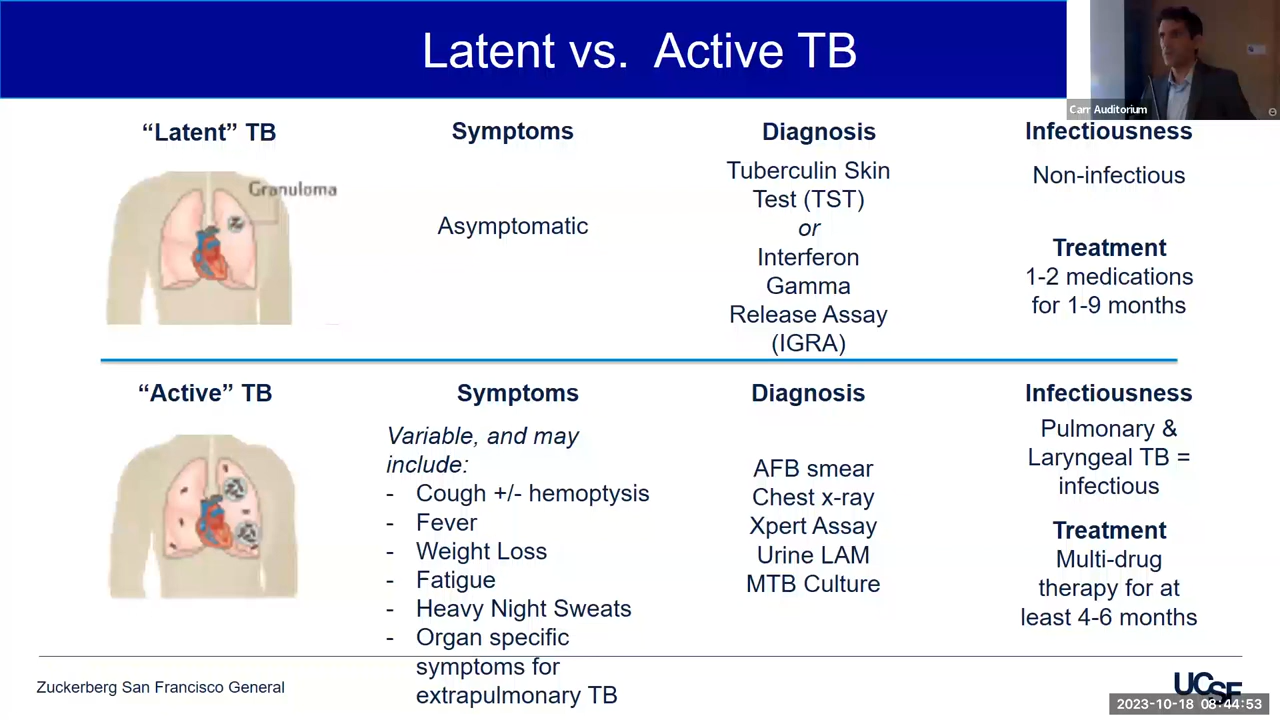 Latent vs.  Active TB
Carr Auditorium
“Latent” TB
Granuloma
Symptoms
Asymptomatic
Diagnosis
Tuberculin Skin
Test (TST)
or
Interferon
Gamma
Release Assay
(IGRA)
Infectiousness
Non-infectious
Treatment
1-2 medications
for 1-9 months
“Active” TB
Symptoms
Variable, and may
include:
- Cough +/- hemoptysis
- Fever
- Weight Loss
- Fatigue
- Heavy Night Sweats
- Organ specific
symptoms for
extrapulmonary TB
Diagnosis
AFB smear
Chest x-ray
Xpert Assay
Urine LAM
MTB Culture
Infectiousness
Pulmonary &
Laryngeal TB =
infectious
Treatment
Multi-drug
therapy for at
least 4-6 months
Zuckerberg San Francisco General
UCSF
2023-10-18 08:44:53